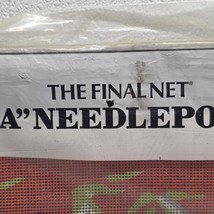 THE FINAL NET®
A" NEEDLEPO